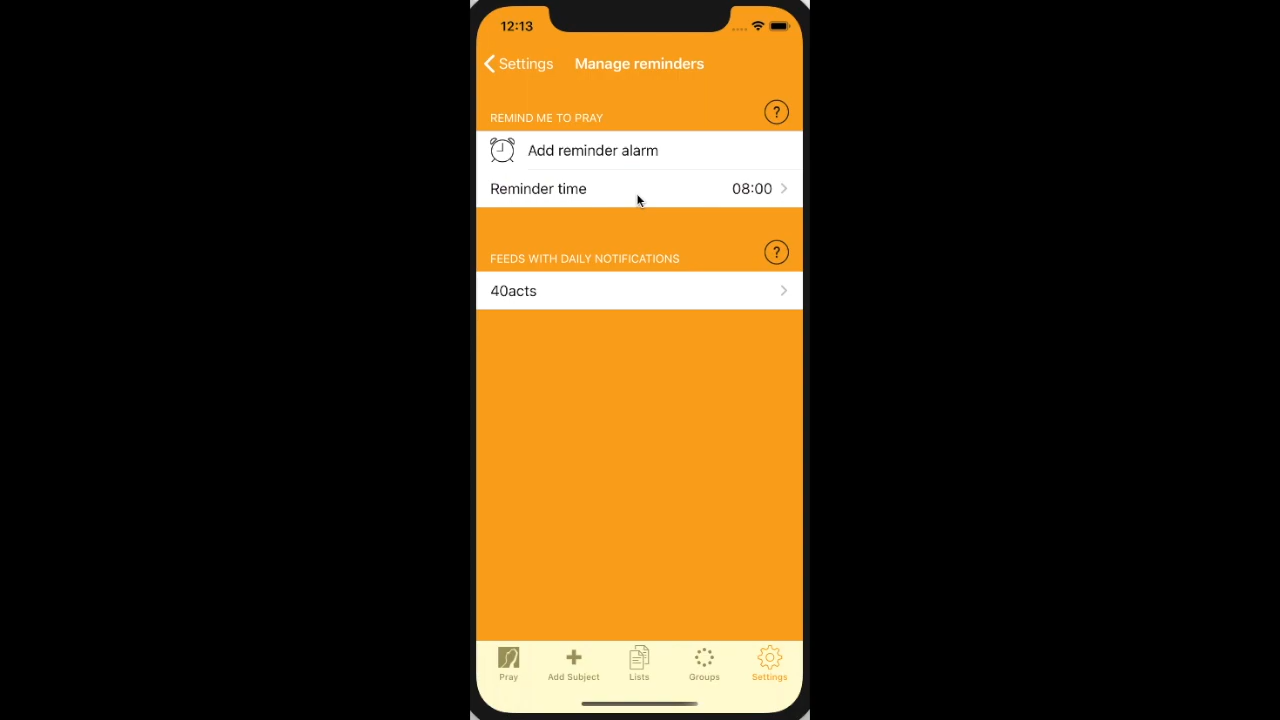 12:13
Settings Manage reminders
REMIND ME TO PRAY ?
Add reminder alarm
Reminder time 08:00
FEEDS WITH DAILY NOTIFICATIONS ?
40acts
Pray Add Subject Lists Groups Settings